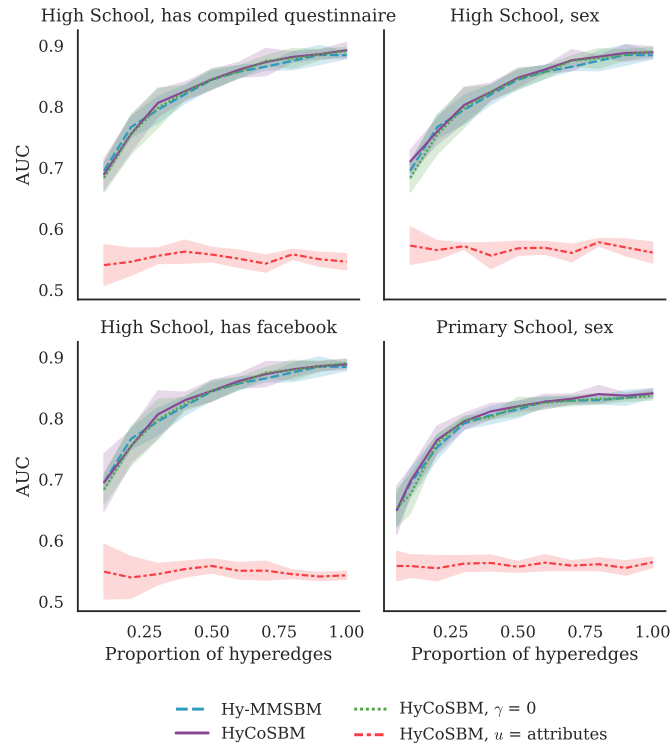 High School, has compiled questinnaire
High School, sex
0.9
0.8
0.7
0.6
0.5
AUC
High School, has facebook
Primary School, sex
0.9
0.8
0.7
0.6
0.5
AUC
0.25 0.50 0.75 1.00
0.25 0.50 0.75 1.00
Proportion of hyperedges
Proportion of hyperedges
Hy-MMSBM
HyCoSBM
HyCoSBM, γ = 0
HyCoSBM, u = attributes